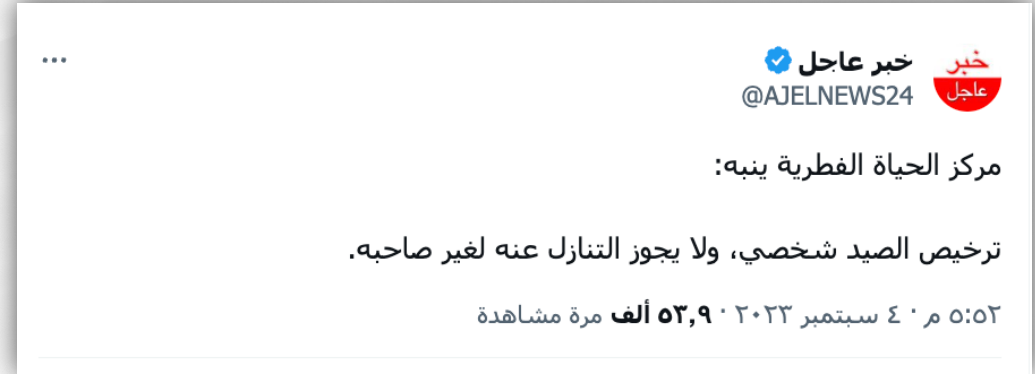 خبر عاجل
@AJELNEWS24
خبر
عاجل
مركز الحياة الفطرية ينبه:
ترخيص الصيد شخصي، ولا يجوز التنازل عنه لغير صاحبه.
٥:٥٢ م · ٤ سبتمبر ٢٠٢٣ · ٥٣,٩ ألف مرة مشاهدة